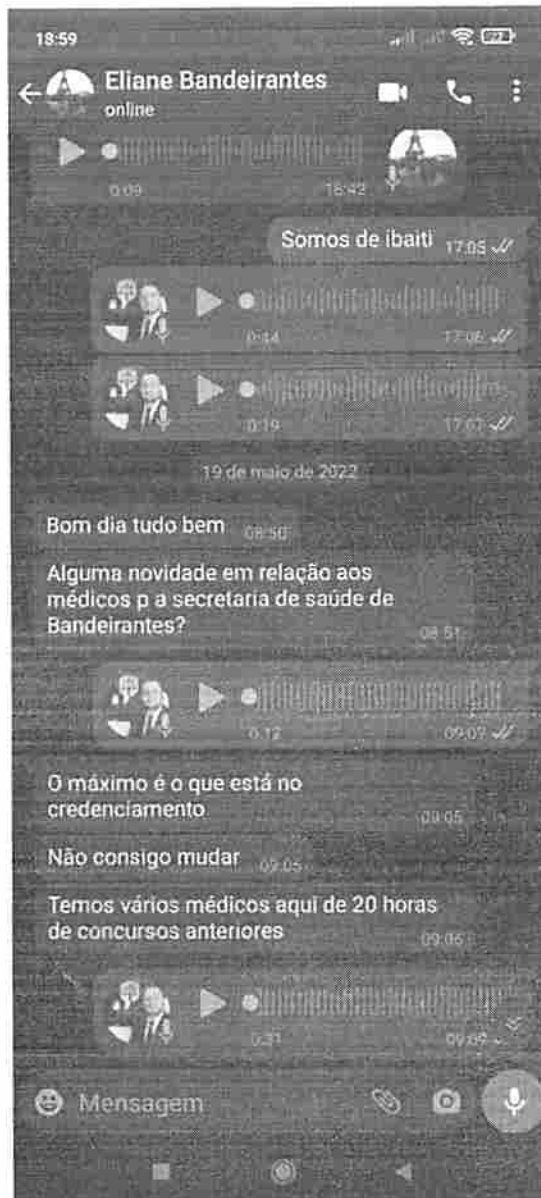 18:59
27
Eliane Bandeirantes
online
0:09 16:42
Somos de ibaiti 17:05
0:44 17:06
0:19 17:07
19 de maio de 2022
Bom dia tudo bem 08:50
Alguma novidade em relação aos
médicos p a secretaria de saúde de
Bandeirantes? 08:51
0:12 09:02
O máximo é o que está no
credenciamento 09:05
Não consigo mudar 09:05
Temos vários médicos aqui de 20 horas
de concursos anteriores 09:06
0:31 09:09
Mensagem